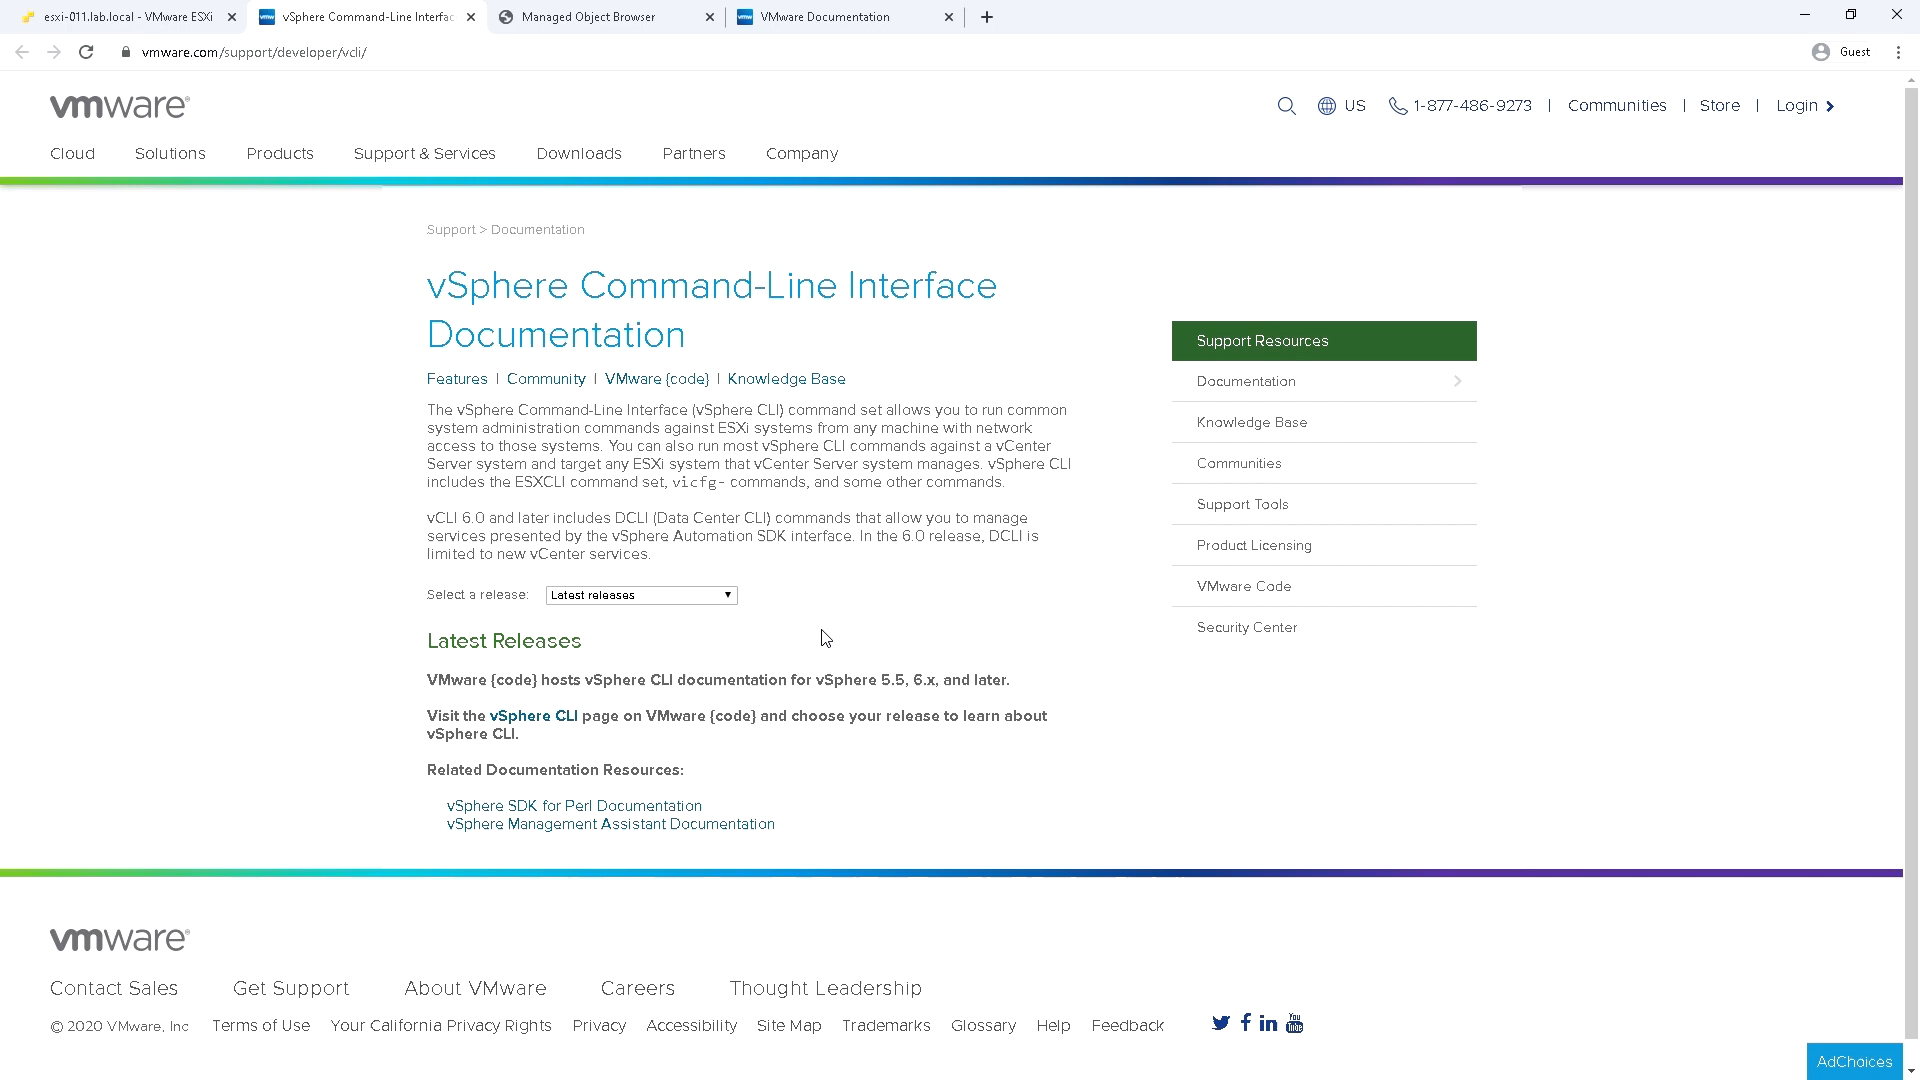 esxi-011.lab.local - VMware ESXi
vSphere Command-Line Interfac
Managed Object Browser
VMware Documentation
vmware.com/support/developer/vcli/
Guest
vmware®
US
1-877-486-9273 | Communities | Store | Login
Cloud Solutions Products Support & Services Downloads Partners Company
Support > Documentation
vSphere Command-Line Interface
Documentation
Features | Community | VMware {code} | Knowledge Base
The vSphere Command-Line Interface (vSphere CLI) command set allows you to run common
system administration commands against ESXi systems from any machine with network
access to those systems. You can also run most vSphere CLI commands against a vCenter
Server system and target any ESXi system that vCenter Server system manages. vSphere CLI
includes the ESXCLI command set, vicfg- commands, and some other commands.
vCLI 6.0 and later includes DCLI (Data Center CLI) commands that allow you to manage
services presented by the vSphere Automation SDK interface. In the 6.0 release, DCLI is
limited to new vCenter services.
Select a release: Latest releases
Latest Releases
VMware {code} hosts vSphere CLI documentation for vSphere 5.5, 6.x, and later.
Visit the vSphere CLI page on VMware {code} and choose your release to learn about
vSphere CLI.
Related Documentation Resources:
vSphere SDK for Perl Documentation
vSphere Management Assistant Documentation
Support Resources
Documentation
Knowledge Base
Communities
Support Tools
Product Licensing
VMware Code
Security Center
vmware®
Contact Sales Get Support About VMware Careers Thought Leadership
© 2020 VMware, Inc Terms of Use Your California Privacy Rights Privacy Accessibility Site Map Trademarks Glossary Help Feedback
AdChoices